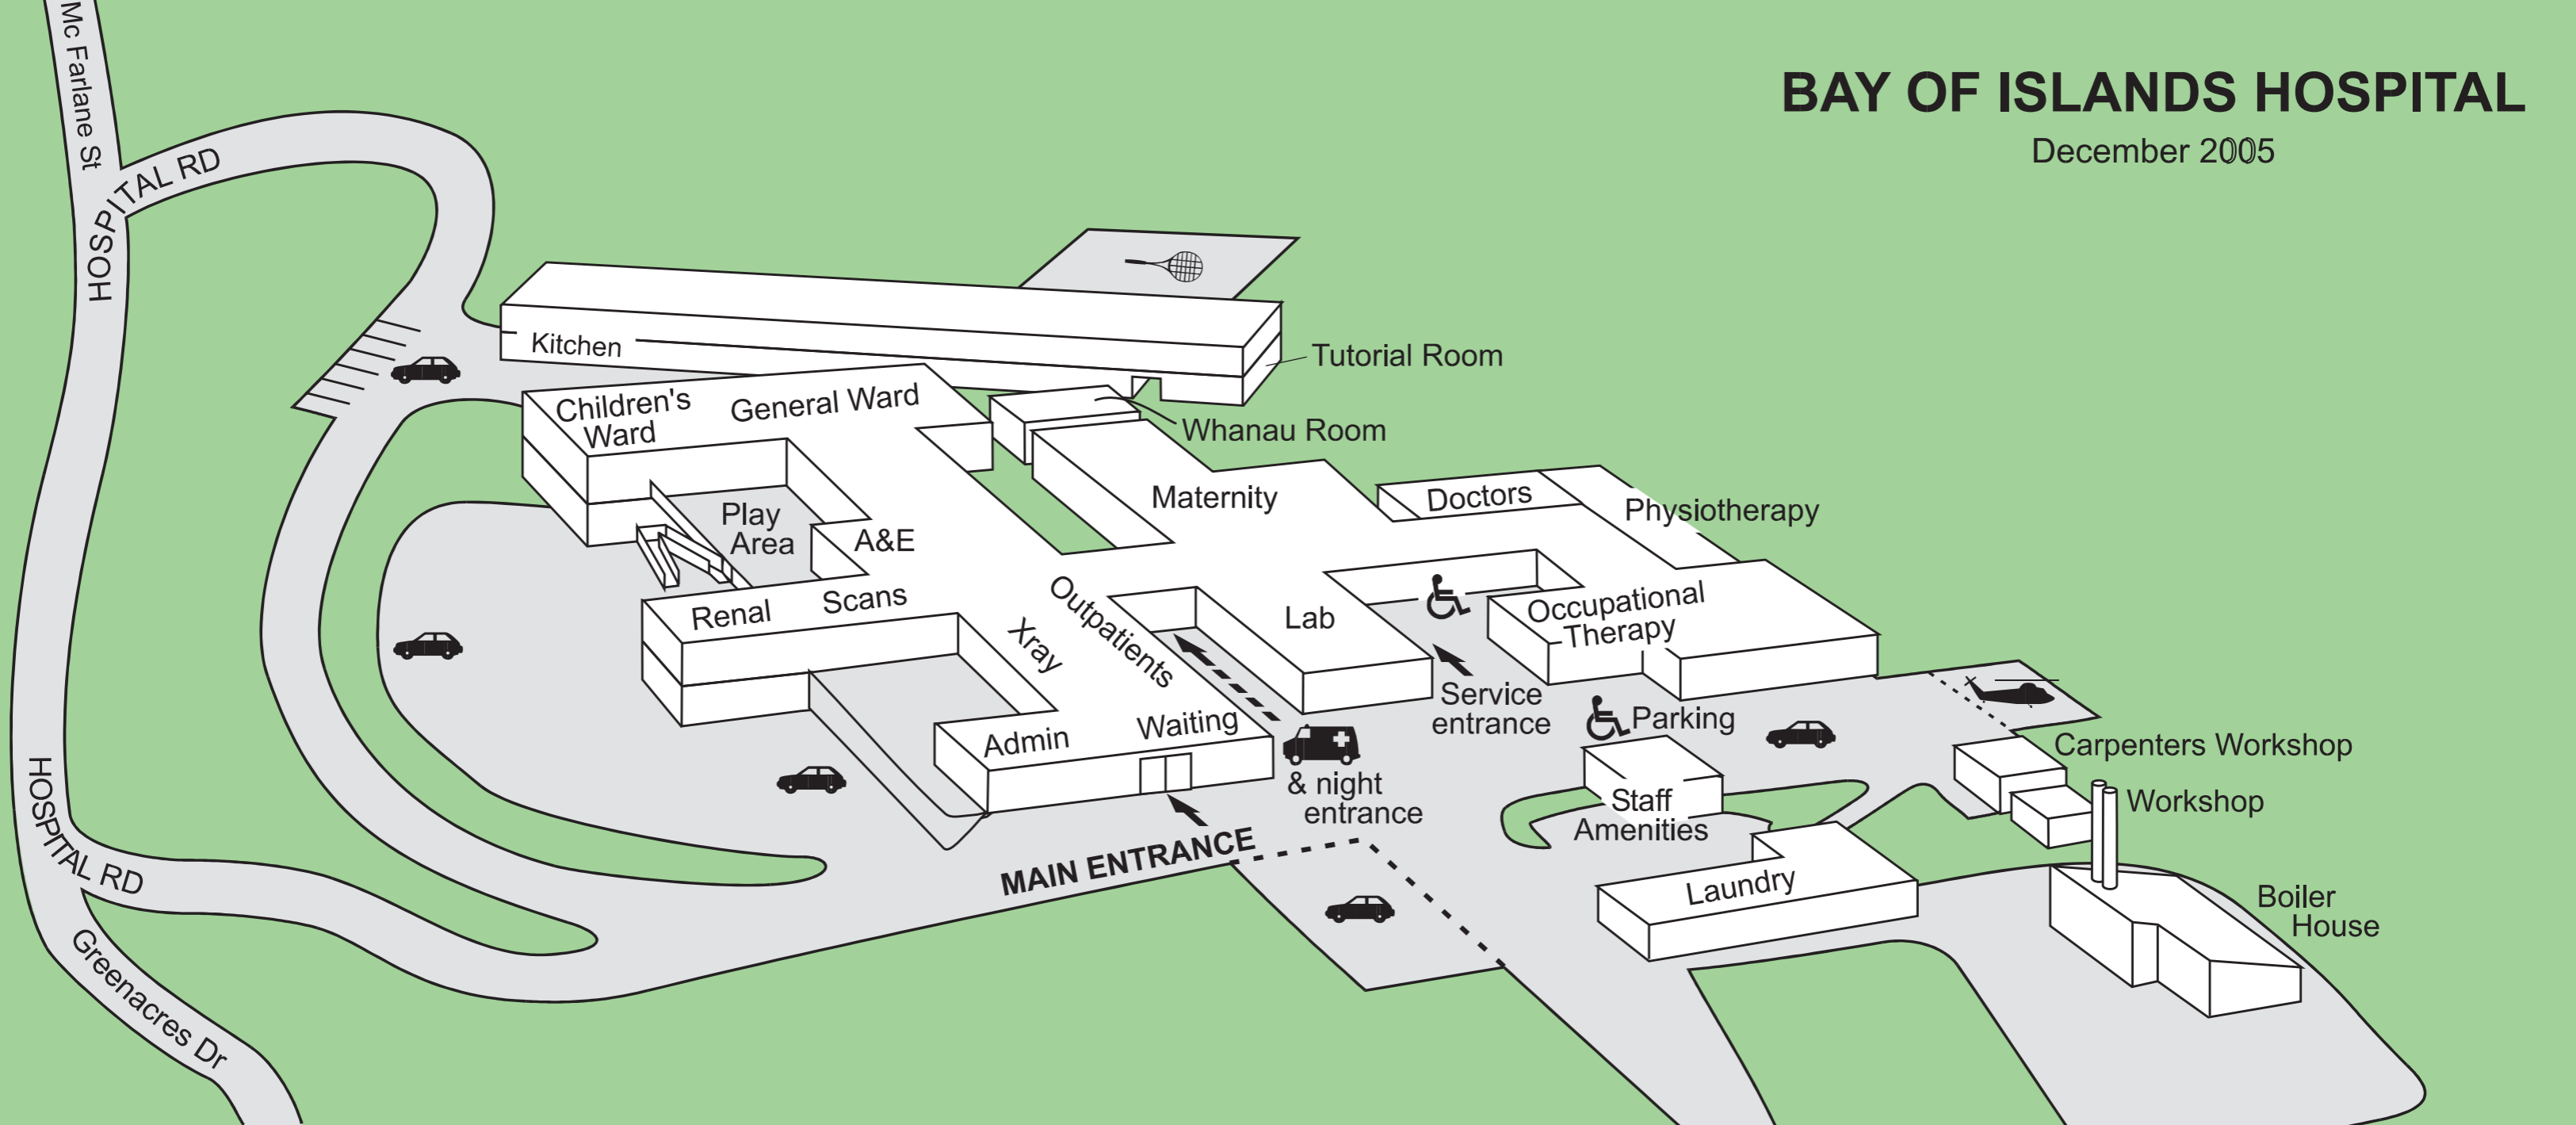 Mc Farlane St
BAY OF ISLANDS HOSPITAL
December 2005
HOSPITAL RD
Kitchen
Tutorial Room
Children's
Ward
General Ward
Whanau Room
Maternity
Doctors
Physiotherapy
Play
Area
A&E
Renal
Scans
Xray
Outpatients
Lab
Occupational
Therapy
Service
entrance
Parking
Admin
Waiting
& night
entrance
MAIN ENTRANCE
Staff
Amenities
Carpenters Workshop
Workshop
Laundry
Boiler
House
HOSPITAL RD
Greenacres Dr